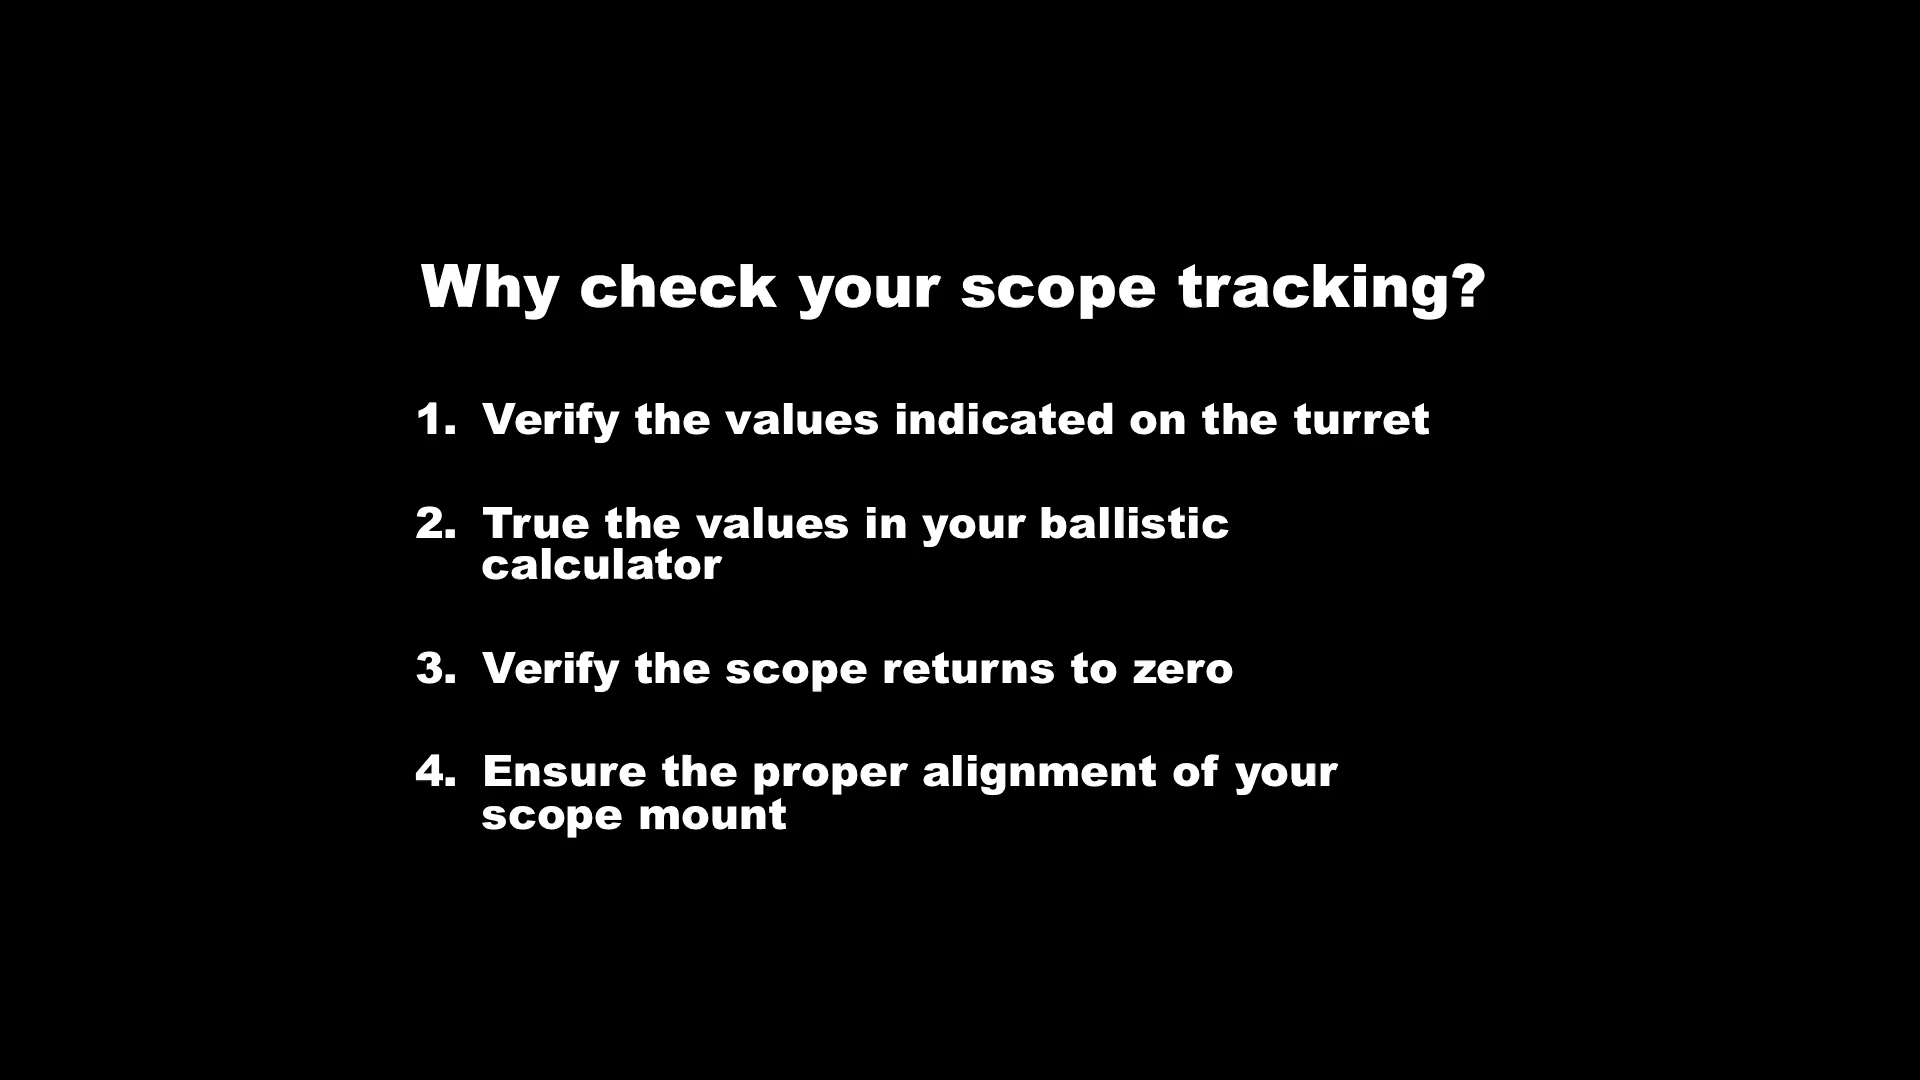 Why check your scope tracking?
1. Verify the values indicated on the turret
2. True the values in your ballistic
calculator
3. Verify the scope returns to zero
4. Ensure the proper alignment of your
scope mount